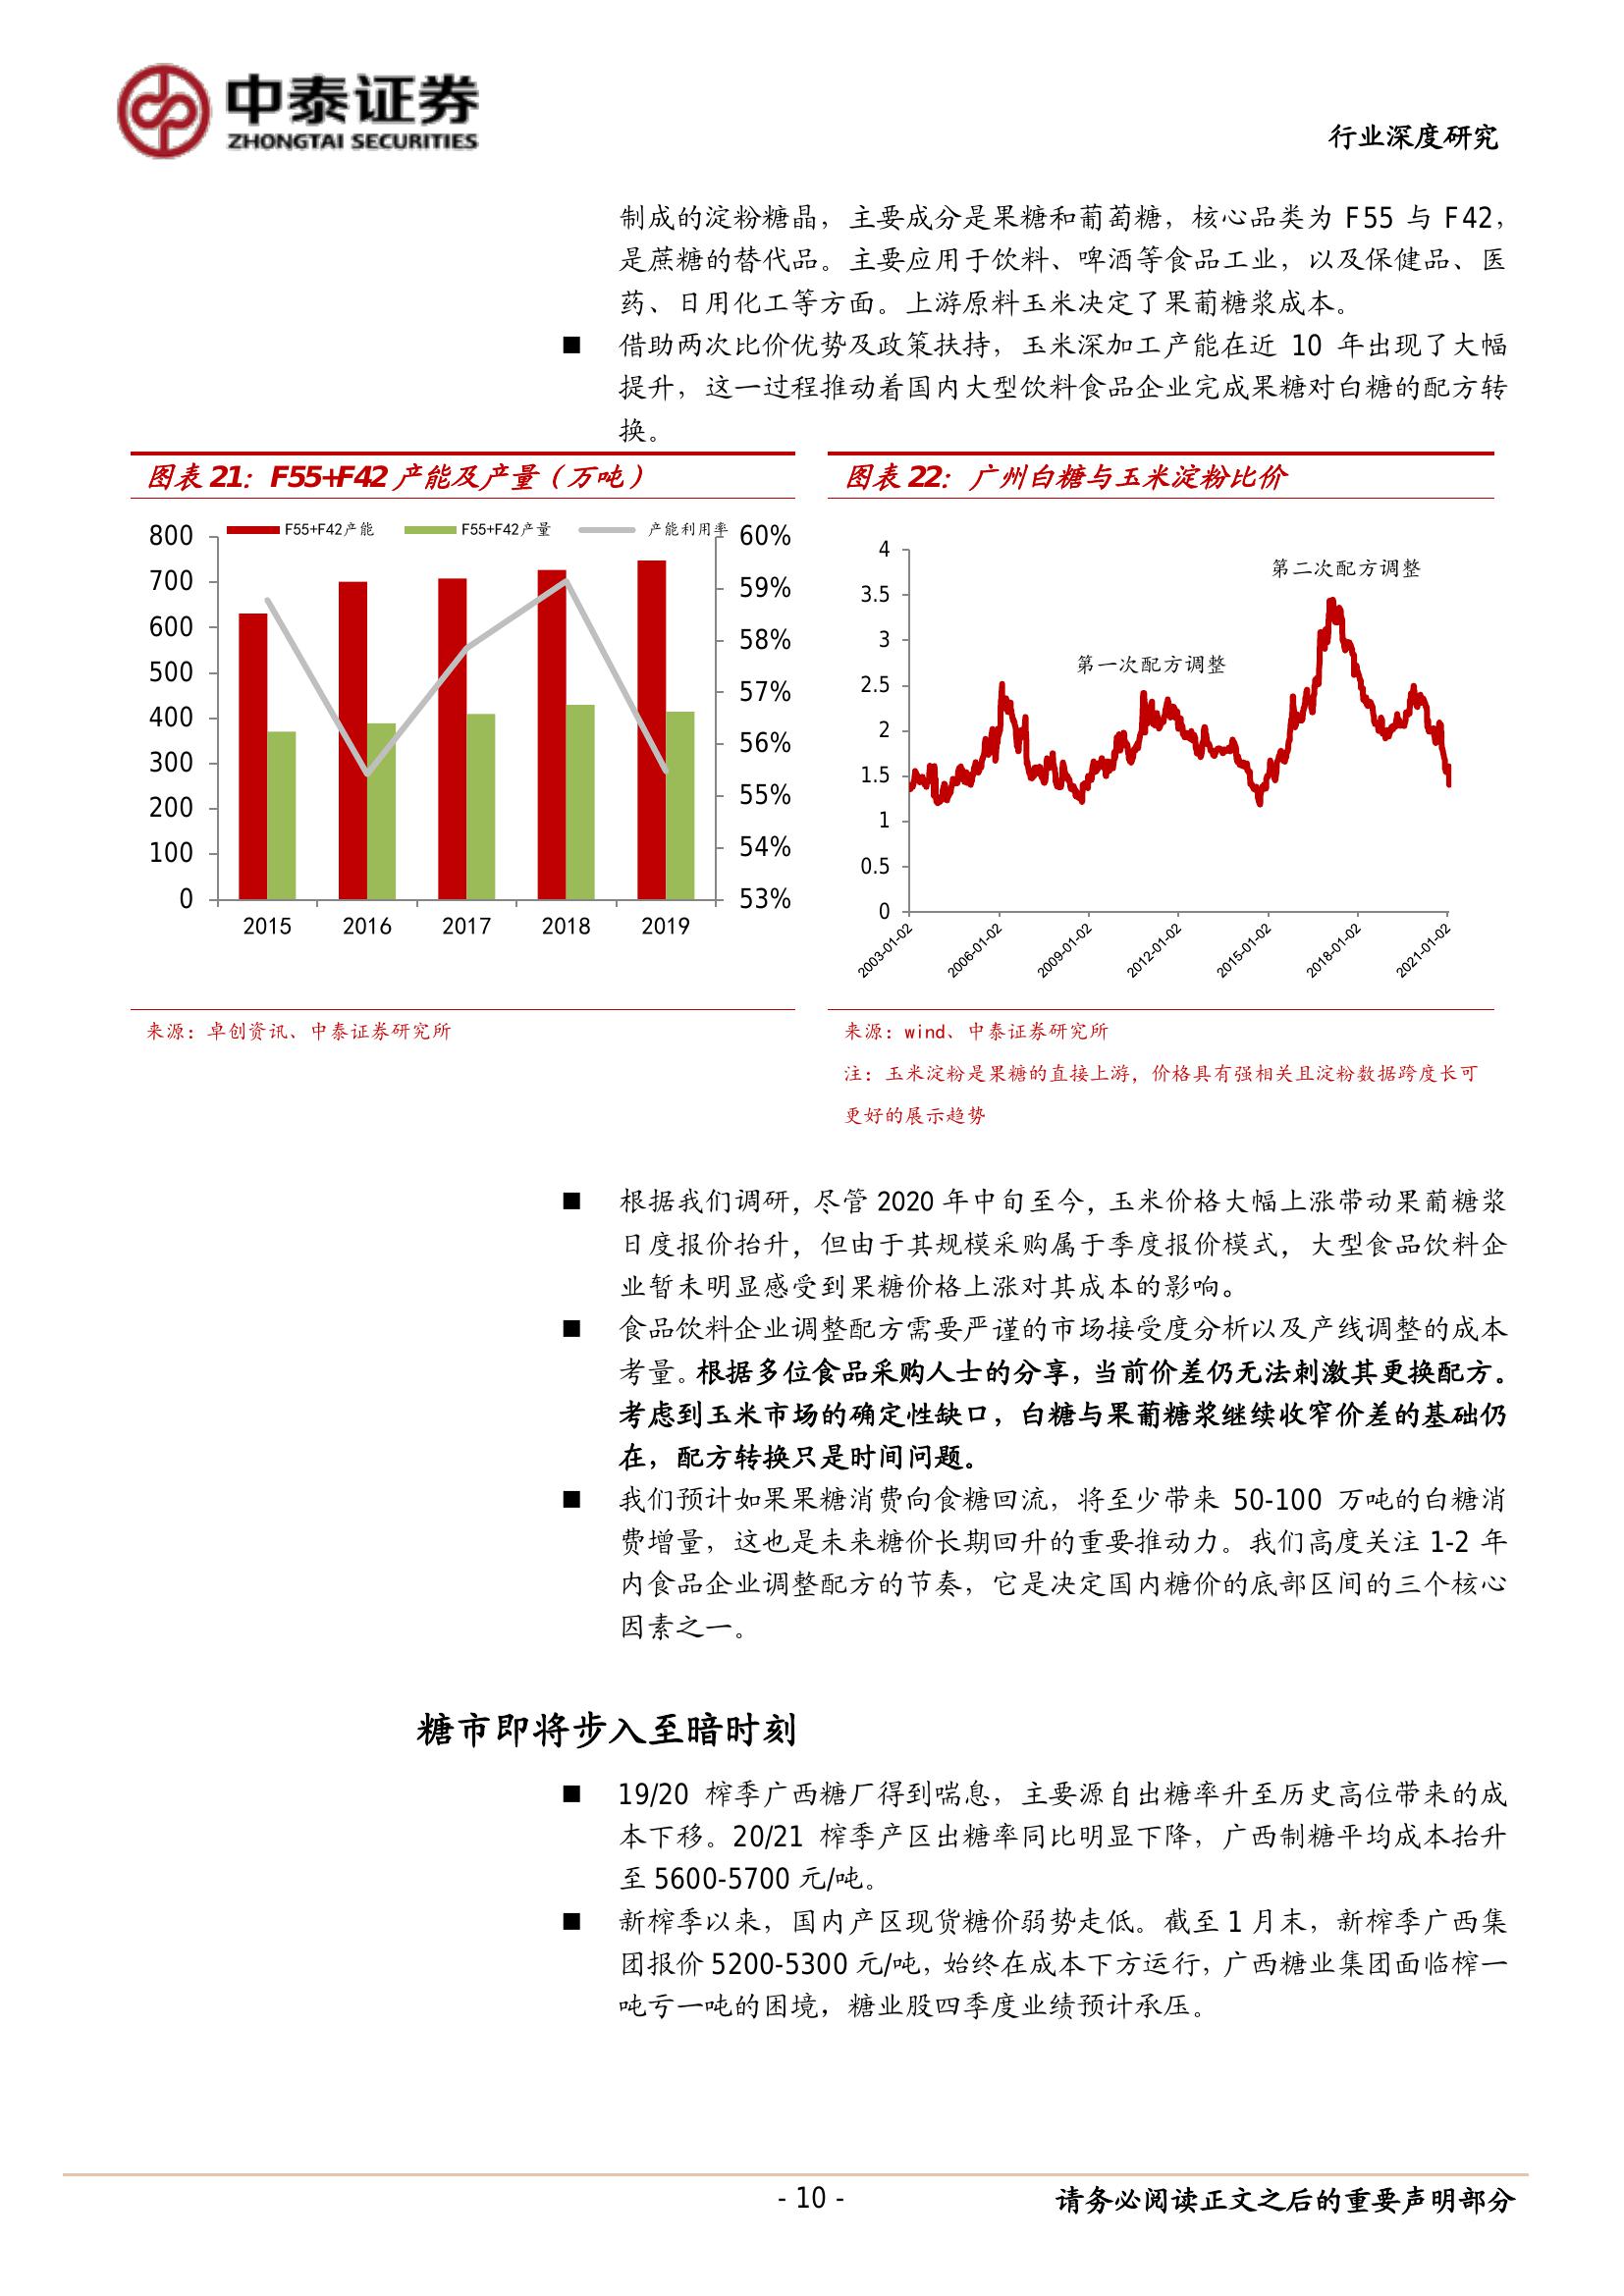 中泰证券
ZHONGTAI SECURITIES
行业深度研究
制成的淀粉糖晶，主要成分是果糖和葡萄糖，核心品类为 F55 与 F42，
是蔗糖的替代品。主要应用于饮料、啤酒等食品工业，以及保健品、医
药、日用化工等方面。上游原料玉米决定了果葡糖浆成本。
■ 借助两次比价优势及政策扶持，玉米深加工产能在近 10 年出现了大幅
提升，这一过程推动着国内大型饮料食品企业完成果糖对白糖的配方转
换。
图表 21：F55+F42 产能及产量（万吨）
F55+F42产能 F55+F42产量 产能利用率
800
700
600
500
400
300
200
100
0
60%
59%
58%
57%
56%
55%
54%
53%
2015 2016 2017 2018 2019
来源：卓创资讯、中泰证券研究所
图表 22：广州白糖与玉米淀粉比价
4
3.5
3
2.5
2
1.5
1
0.5
0
第一次配方调整
第二次配方调整
2003-01-02 2006-01-02 2009-01-02 2012-01-02 2015-01-02 2018-01-02 2021-01-02
来源：wind、中泰证券研究所
注：玉米淀粉是果糖的直接上游，价格具有强相关且淀粉数据跨度长可
更好的展示趋势
■ 根据我们调研，尽管 2020 年中旬至今，玉米价格大幅上涨带动果葡糖浆
日度报价抬升，但由于其规模采购属于季度报价模式，大型食品饮料企
业暂未明显感受到果糖价格上涨对其成本的影响。
■ 食品饮料企业调整配方需要严谨的市场接受度分析以及产线调整的成本
考量。根据多位食品采购人士的分享，当前价差仍无法刺激其更换配方。
考虑到玉米市场的确定性缺口，白糖与果葡糖浆继续收窄价差的基础仍
在，配方转换只是时间问题。
■ 我们预计如果果糖消费向食糖回流，将至少带来 50-100 万吨的白糖消
费增量，这也是未来糖价长期回升的重要推动力。我们高度关注 1-2 年
内食品企业调整配方的节奏，它是决定国内糖价的底部区间的三个核心
因素之一。
糖市即将步入至暗时刻
■ 19/20 榨季广西糖厂得到喘息，主要源自出糖率升至历史高位带来的成
本下移。20/21 榨季产区出糖率同比明显下降，广西制糖平均成本抬升
至 5600-5700 元/吨。
■ 新榨季以来，国内产区现货糖价弱势走低。截至 1 月末，新榨季广西集
团报价 5200-5300 元/吨，始终在成本下方运行，广西糖业集团面临榨一
吨亏一吨的困境，糖业股四季度业绩预计承压。
- 10 -
请务必阅读正文之后的重要声明部分